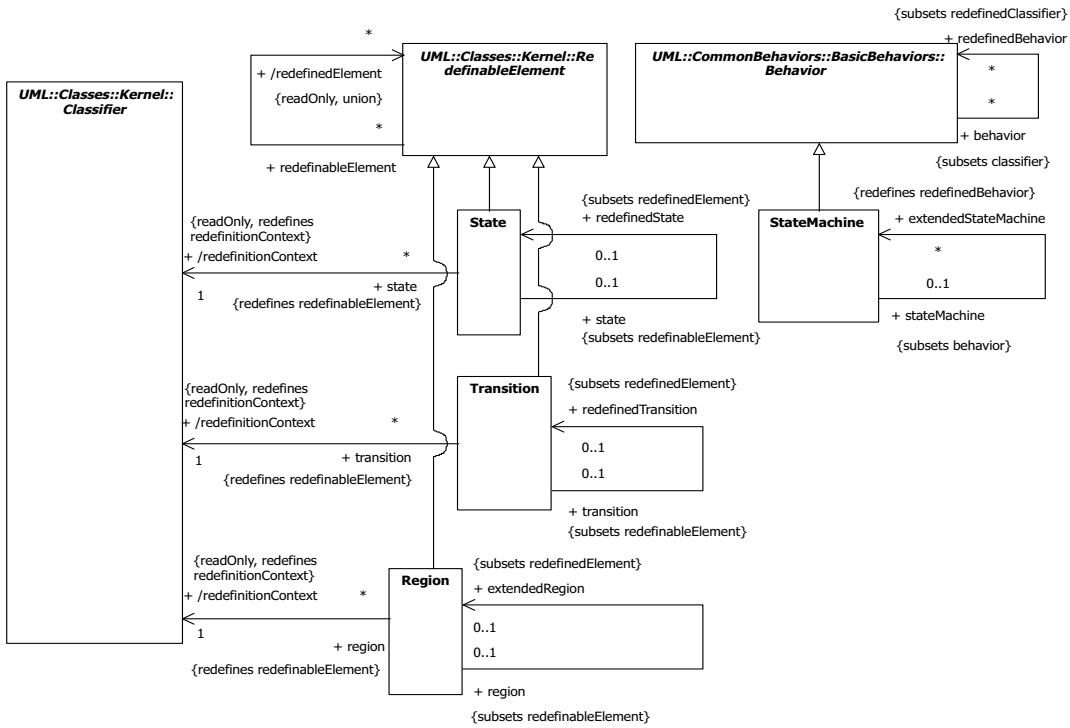 {subsets redefinedClassifier}
+ redefinedBehavior
*
*
+ behavior
{subsets classifier}
UML::CommonBehaviors::BasicBehaviors::
Behavior
*
UML::Classes::Kernel::Re
definableElement
+ /redefinedElement
{readOnly, union}
*
+ redefinableElement
UML::Classes::Kernel::
Classifier
{readOnly, redefines
redefinitionContext}
+ /redefinitionContext
*
1
+ state
{redefines redefinableElement}
State
{subsets redefinedElement}
+ redefinedState
0..1
0..1
+ state
{subsets redefinableElement}
StateMachine
{redefines redefinedBehavior}
+ extendedStateMachine
*
0..1
+ stateMachine
{subsets behavior}
{readOnly, redefines
redefinitionContext}
+ /redefinitionContext
*
1
+ transition
{redefines redefinableElement}
Transition
{subsets redefinedElement}
+ redefinedTransition
0..1
0..1
+ transition
{subsets redefinableElement}
{readOnly, redefines
redefinitionContext}
+ /redefinitionContext
*
1
+ region
{redefines redefinableElement}
Region
{subsets redefinedElement}
+ extendedRegion
0..1
0..1
+ region
{subsets redefinableElement}